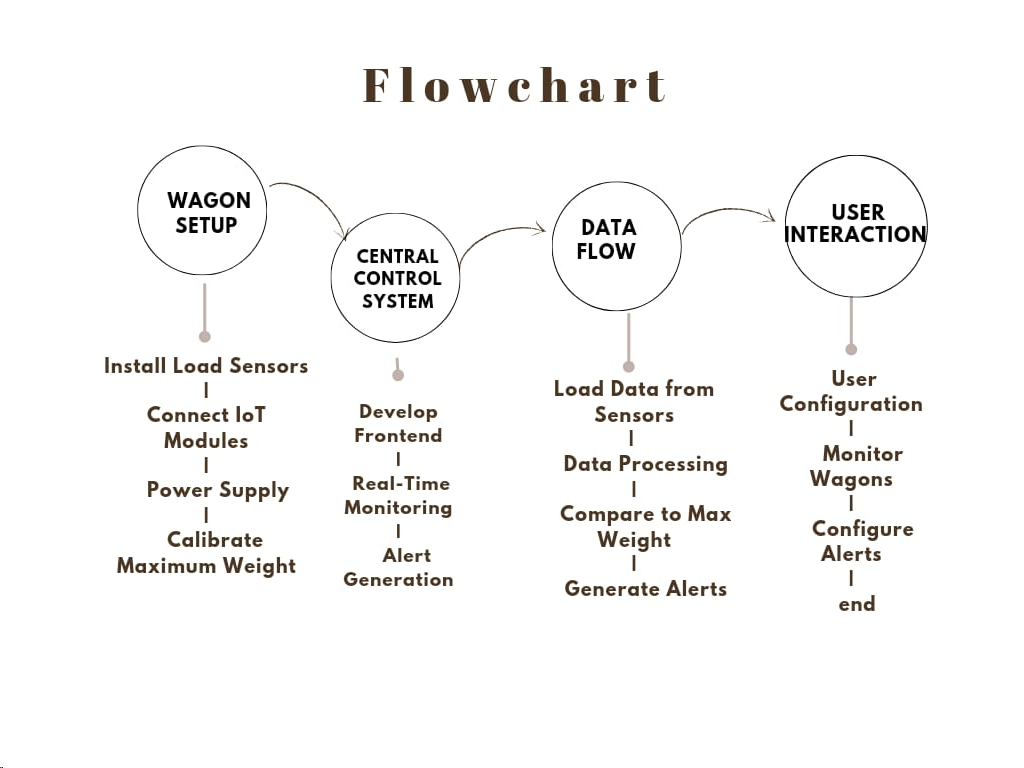 Flowchart
WAGON
SETUP
CENTRAL
CONTROL
SYSTEM
DATA
FLOW
USER
INTERACTION
Install Load Sensors
Connect IoT
Modules
Power Supply
Calibrate
Maximum Weight
Develop
Frontend
Real-Time
Monitoring
Alert
Generation
Load Data from
Sensors
Data Processing
Compare to Max
Weight
Generate Alerts
User
Configuration
Monitor
Wagons
Configure
Alerts
end